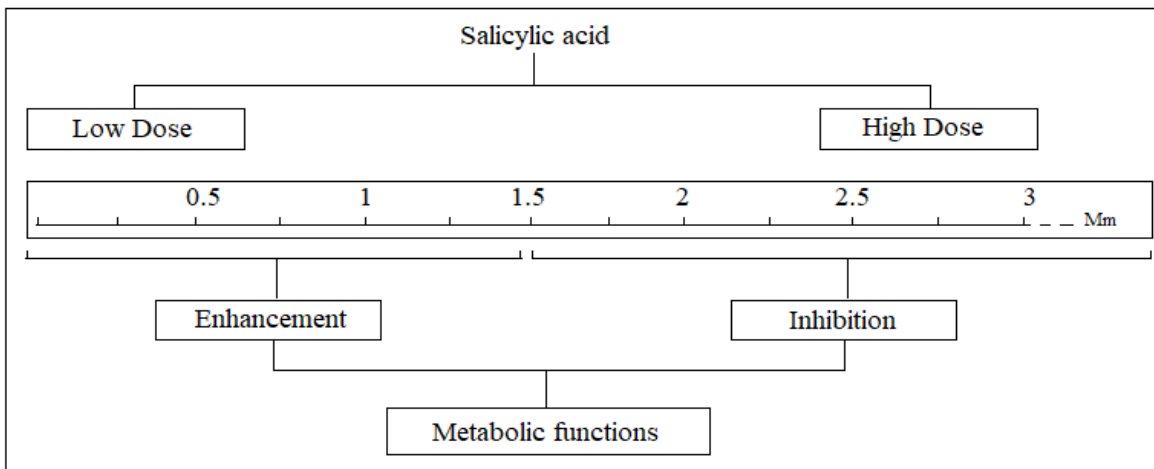 Salicylic acid
Low Dose
High Dose
0.5 1 1.5 2 2.5 3
Mm
Enhancement
Inhibition
Metabolic functions